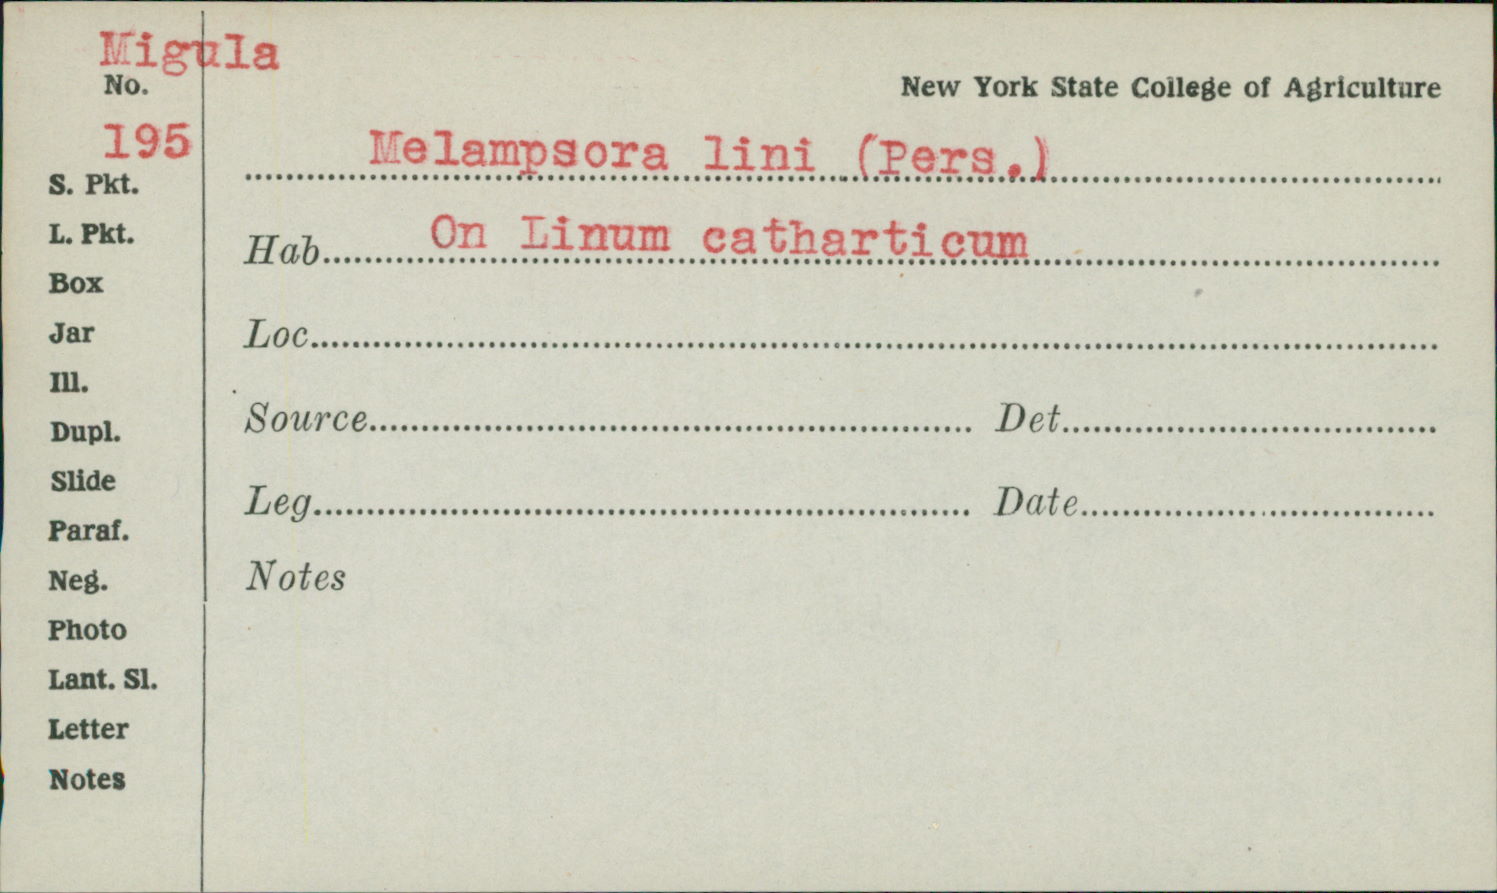 Migula
No.
New York State College of Agriculture
195
Melampsora lini (Pers.)
S. Pkt.
L. Pkt.
Hab. On Linum catharticum
Box
Jar
Loc.
Ill.
Dupl.
Source Det.
Slide
Leg. Date
Paraf.
Neg.
Notes
Photo
Lant. Sl.
Letter
Notes